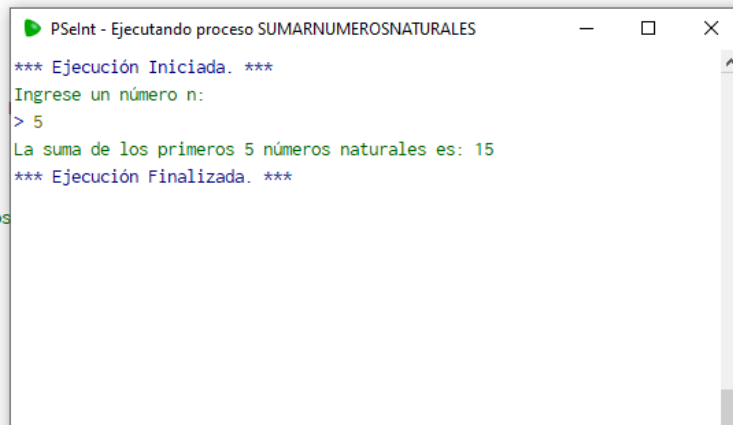 PSeInt - Ejecutando proceso SUMARNUMEROSNATURALES
*** Ejecución Iniciada. ***
Ingrese un número n:
> 5
La suma de los primeros 5 números naturales es: 15
*** Ejecución Finalizada. ***
os